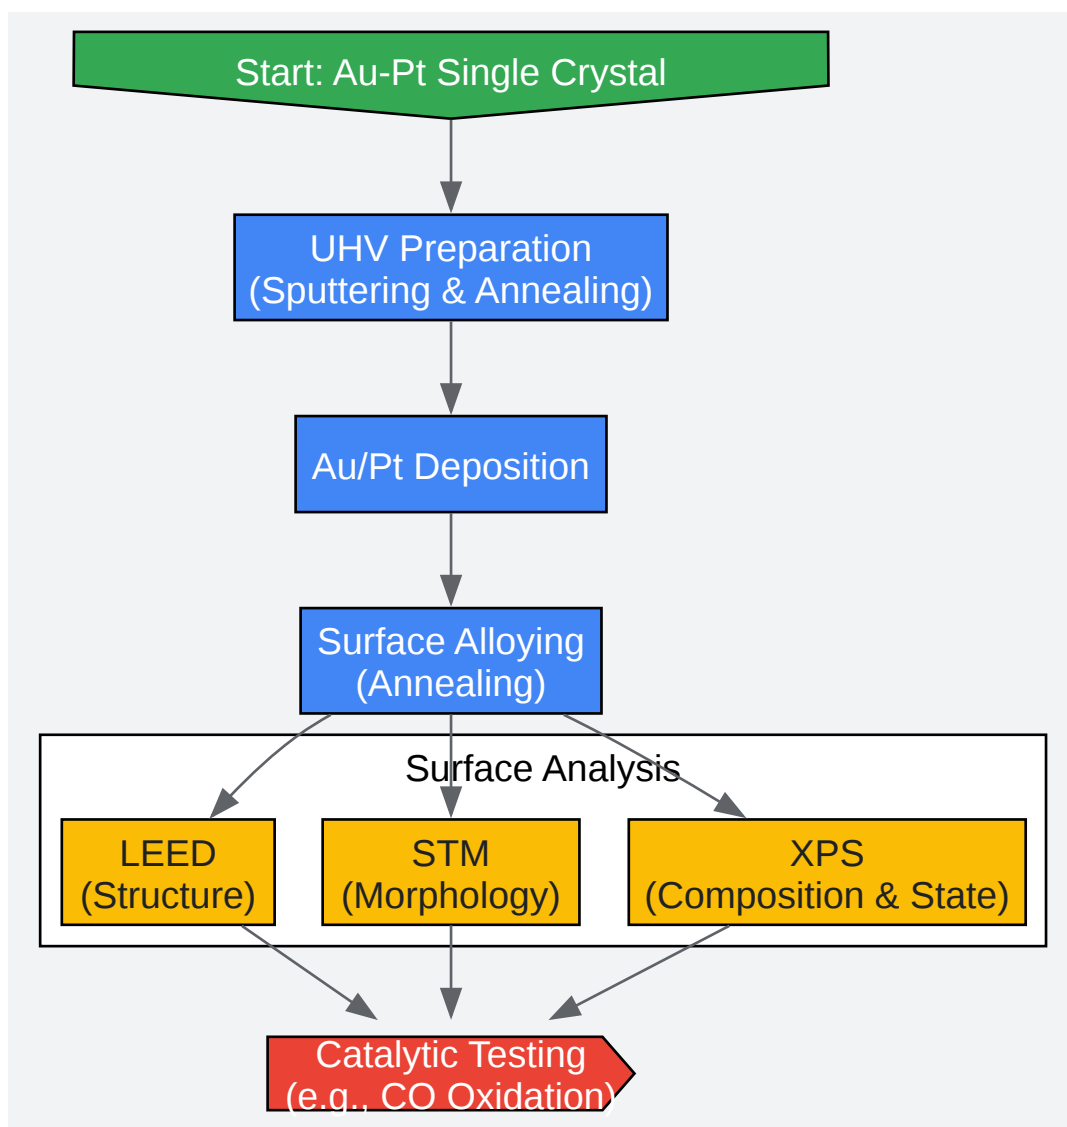 Start: Au-Pt Single Crystal
UHV Preparation
(Sputtering & Annealing)
Au/Pt Deposition
Surface Alloying
(Annealing)
Surface Analysis
LEED
(Structure)
STM
(Morphology)
XPS
(Composition & State)
Catalytic Testing
(e.g., CO Oxidation)